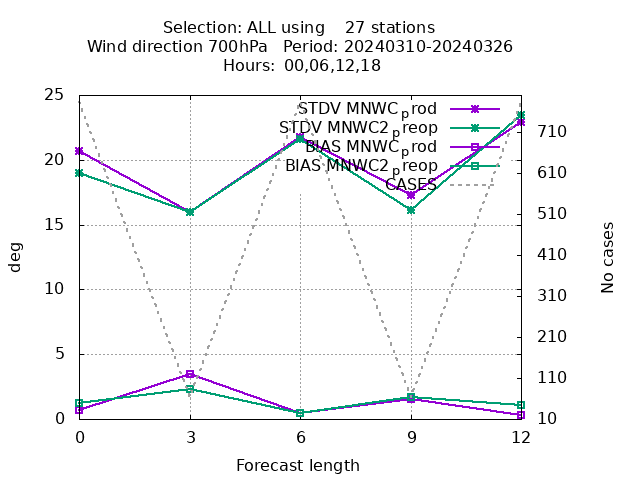 Selection: ALL using    27 stations
Wind direction 700hPa   Period: 20240310-20240326
Hours: 00,06,12,18
STDV MNWC_prod
STDV MNWC2_preop
BIAS MNWC_prod
BIAS MNWC2_preop
CASES
deg
25
20
15
10
5
0
No cases
710
610
510
410
310
210
110
10
0 3 6 9 12
Forecast length